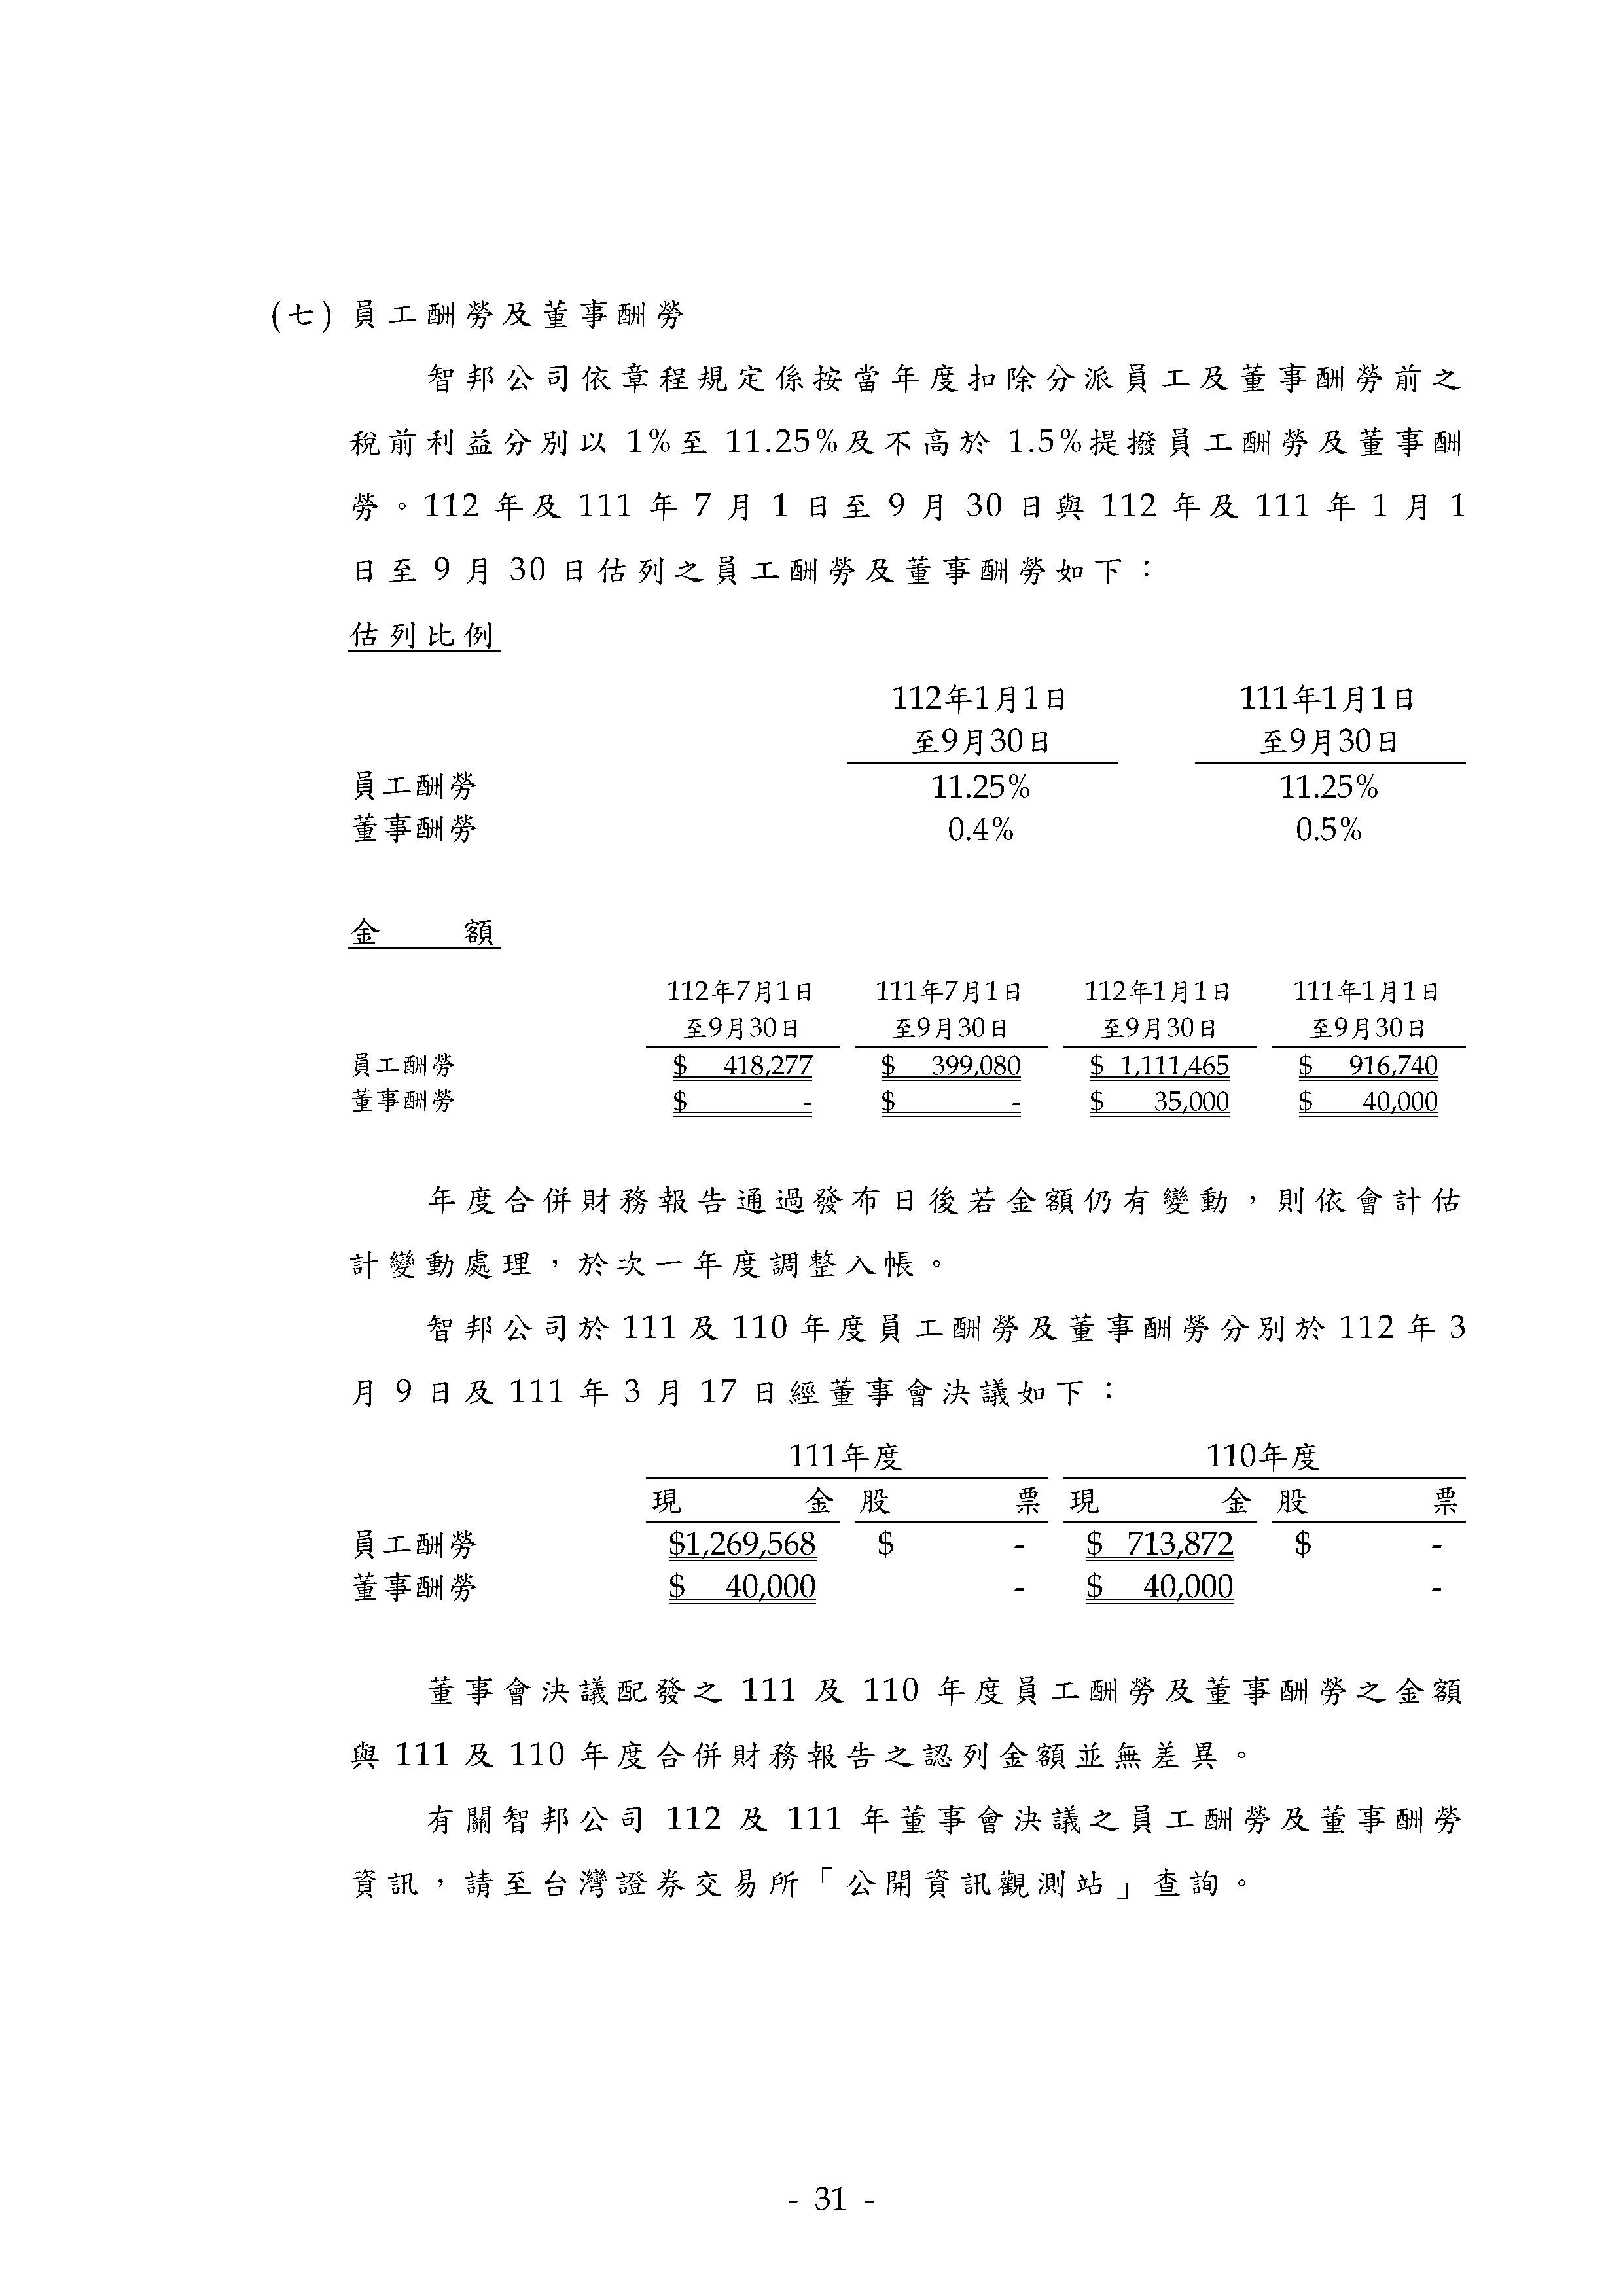 (七) 員工酬勞及董事酬勞
智邦公司依章程規定係按當年度扣除分派員工及董事酬勞前之
稅前利益分別以 1%至 11.25%及不高於 1.5%提撥員工酬勞及董事酬
勞。112 年及 111 年 7 月 1 日至 9 月 30 日與 112 年及 111 年 1 月 1
日至 9 月 30 日估列之員工酬勞及董事酬勞如下：
估列比例
112年1月1日 111年1月1日
至9月30日 至9月30日
員工酬勞 11.25% 11.25%
董事酬勞 0.4% 0.5%
金 額
112年7月1日 111年7月1日 112年1月1日 111年1月1日
至9月30日 至9月30日 至9月30日 至9月30日
員工酬勞 $ 418,277 $ 399,080 $ 1,111,465 $ 916,740
董事酬勞 $ - $ - $ 35,000 $ 40,000
年度合併財務報告通過發布日後若金額仍有變動，則依會計估
計變動處理，於次一年度調整入帳。
智邦公司於 111 及 110 年度員工酬勞及董事酬勞分別於 112 年 3
月 9 日及 111 年 3 月 17 日經董事會決議如下：
111年度 110年度
現 金 股 票 現 金 股 票
員工酬勞 $1,269,568 $ - $ 713,872 $ -
董事酬勞 $ 40,000 - $ 40,000 -
董事會決議配發之 111 及 110 年度員工酬勞及董事酬勞之金額
與 111 及 110 年度合併財務報告之認列金額並無差異。
有關智邦公司 112 及 111 年董事會決議之員工酬勞及董事酬勞
資訊，請至台灣證券交易所「公開資訊觀測站」查詢。
- 31 -